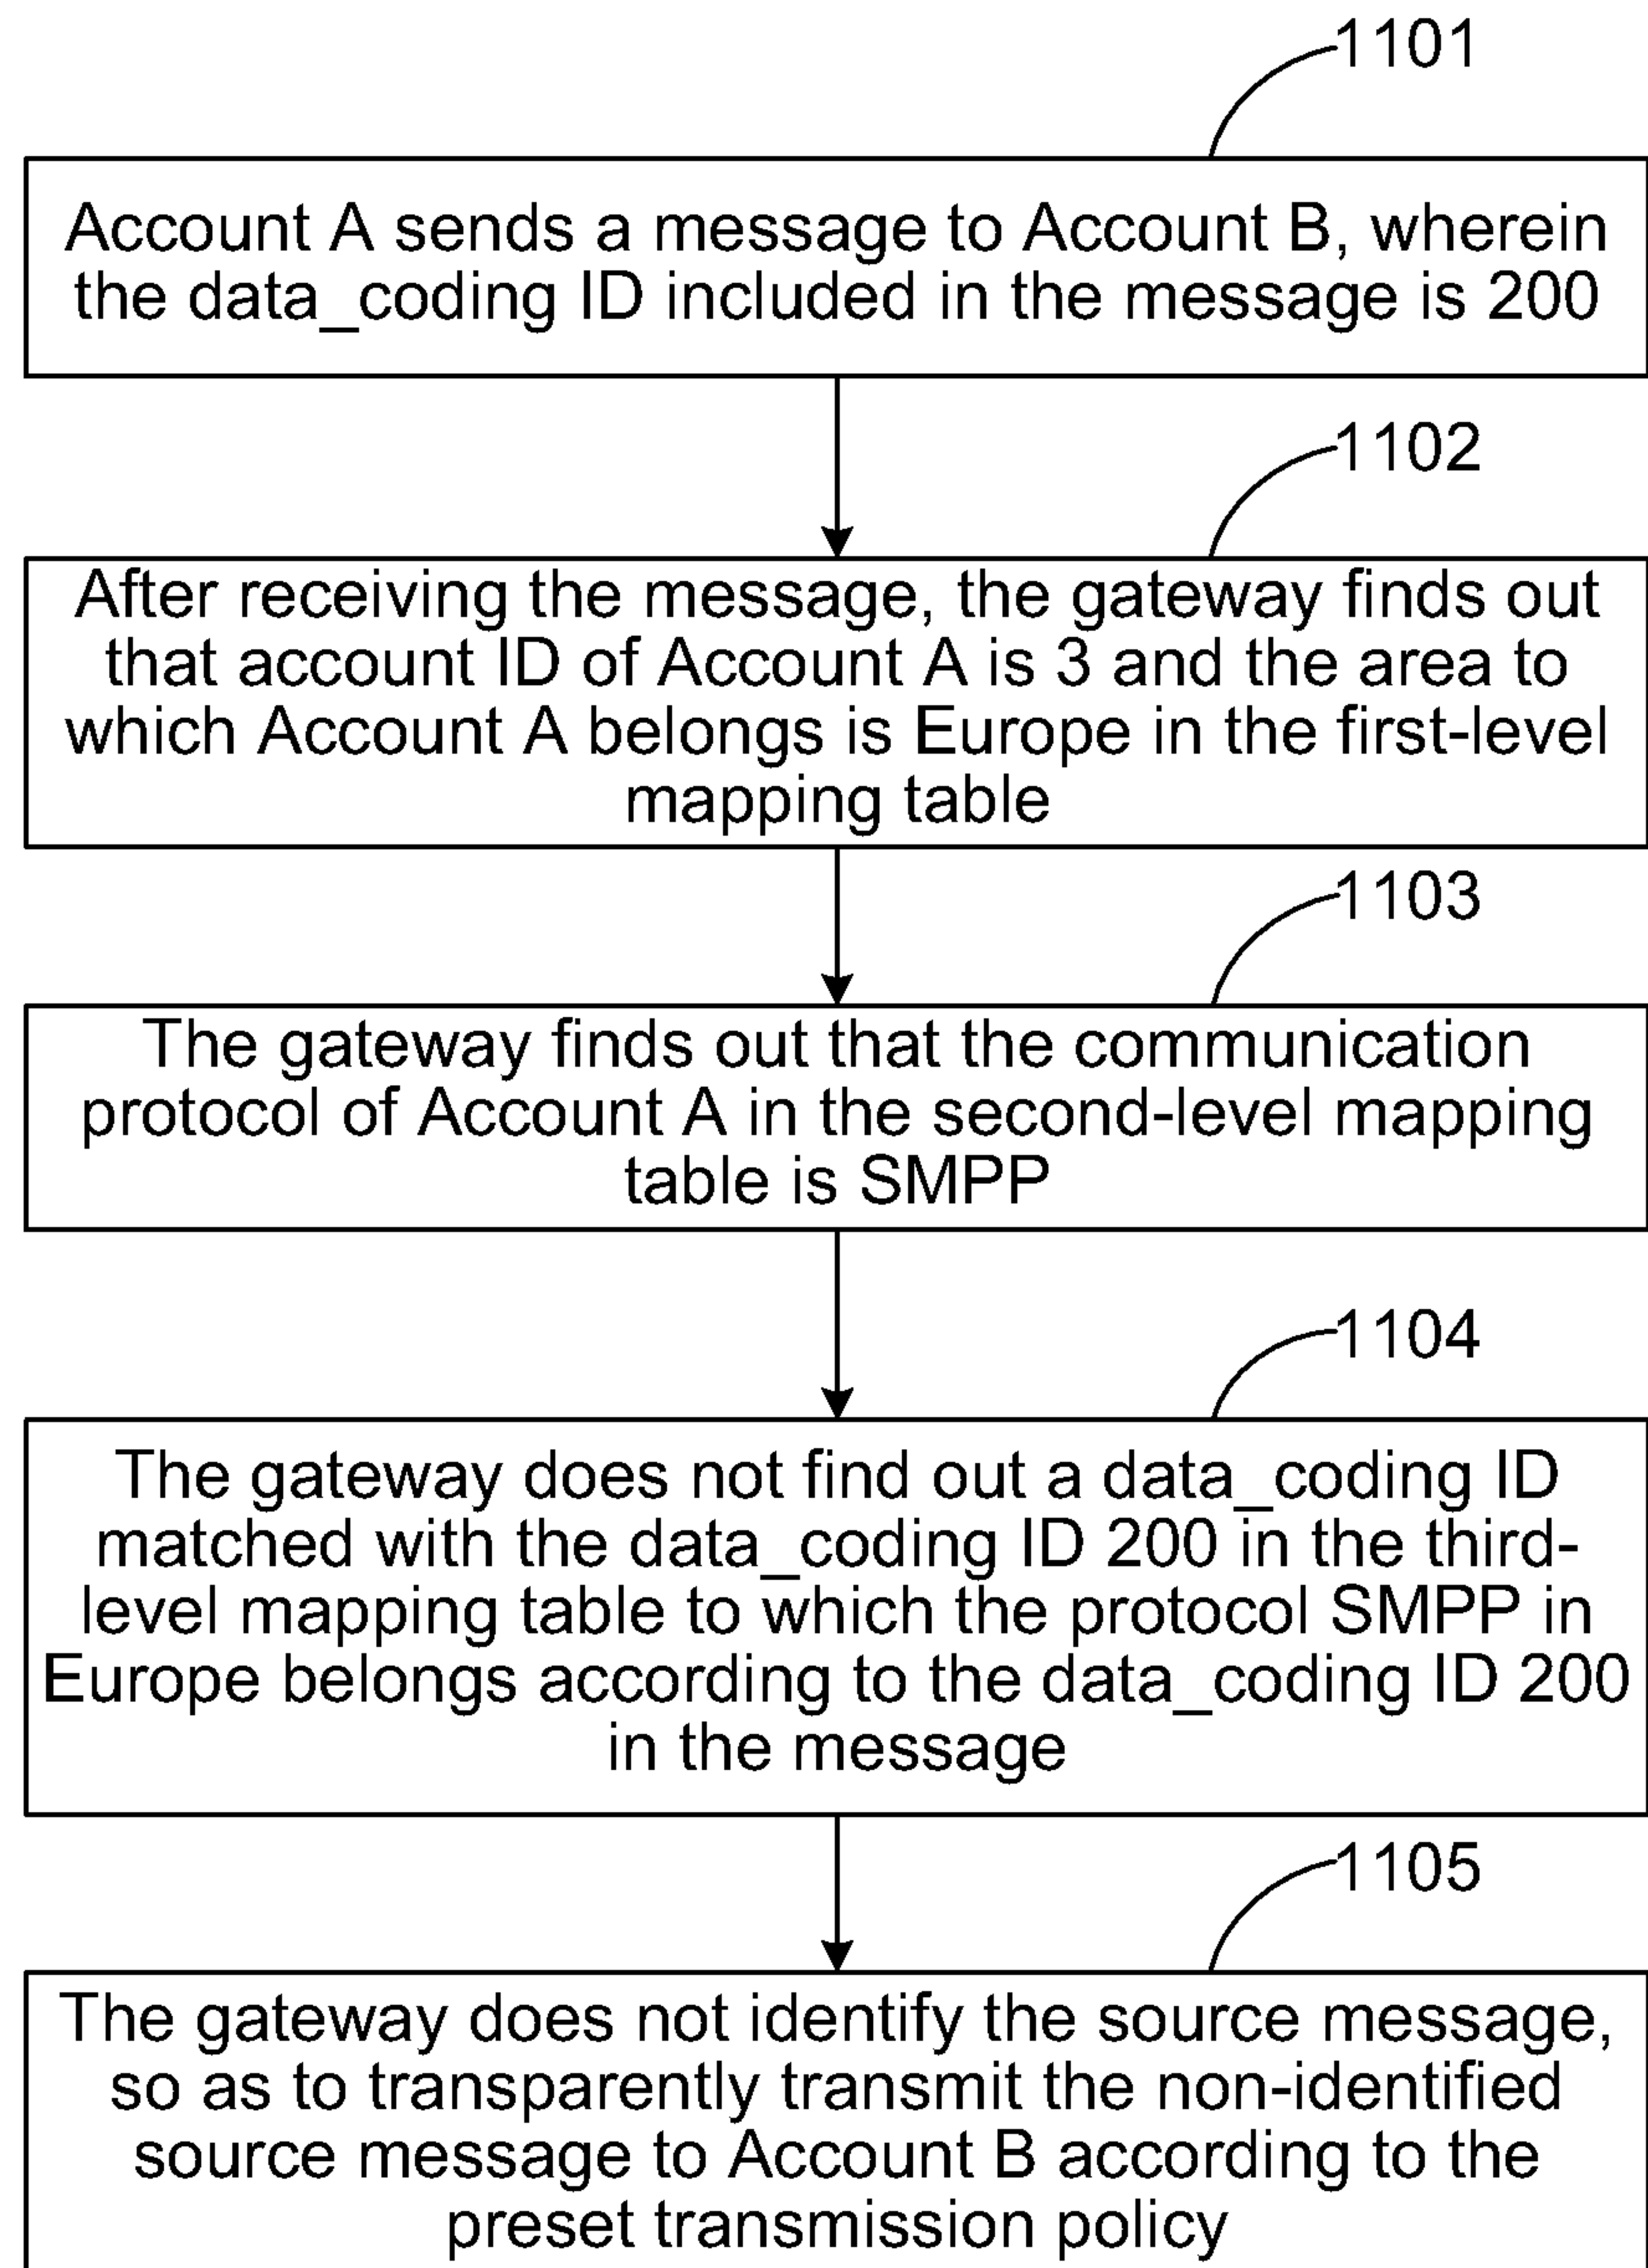 1101
Account A sends a message to Account B, wherein
the data_coding ID included in the message is 200
1102
After receiving the message, the gateway finds out
that account ID of Account A is 3 and the area to
which Account A belongs is Europe in the first-level
mapping table
1103
The gateway finds out that the communication
protocol of Account A in the second-level mapping
table is SMPP
1104
The gateway does not find out a data_coding ID
matched with the data_coding ID 200 in the third-
level mapping table to which the protocol SMPP in
Europe belongs according to the data_coding ID 200
in the message
1105
The gateway does not identify the source message,
so as to transparently transmit the non-identified
source message to Account B according to the
preset transmission policy